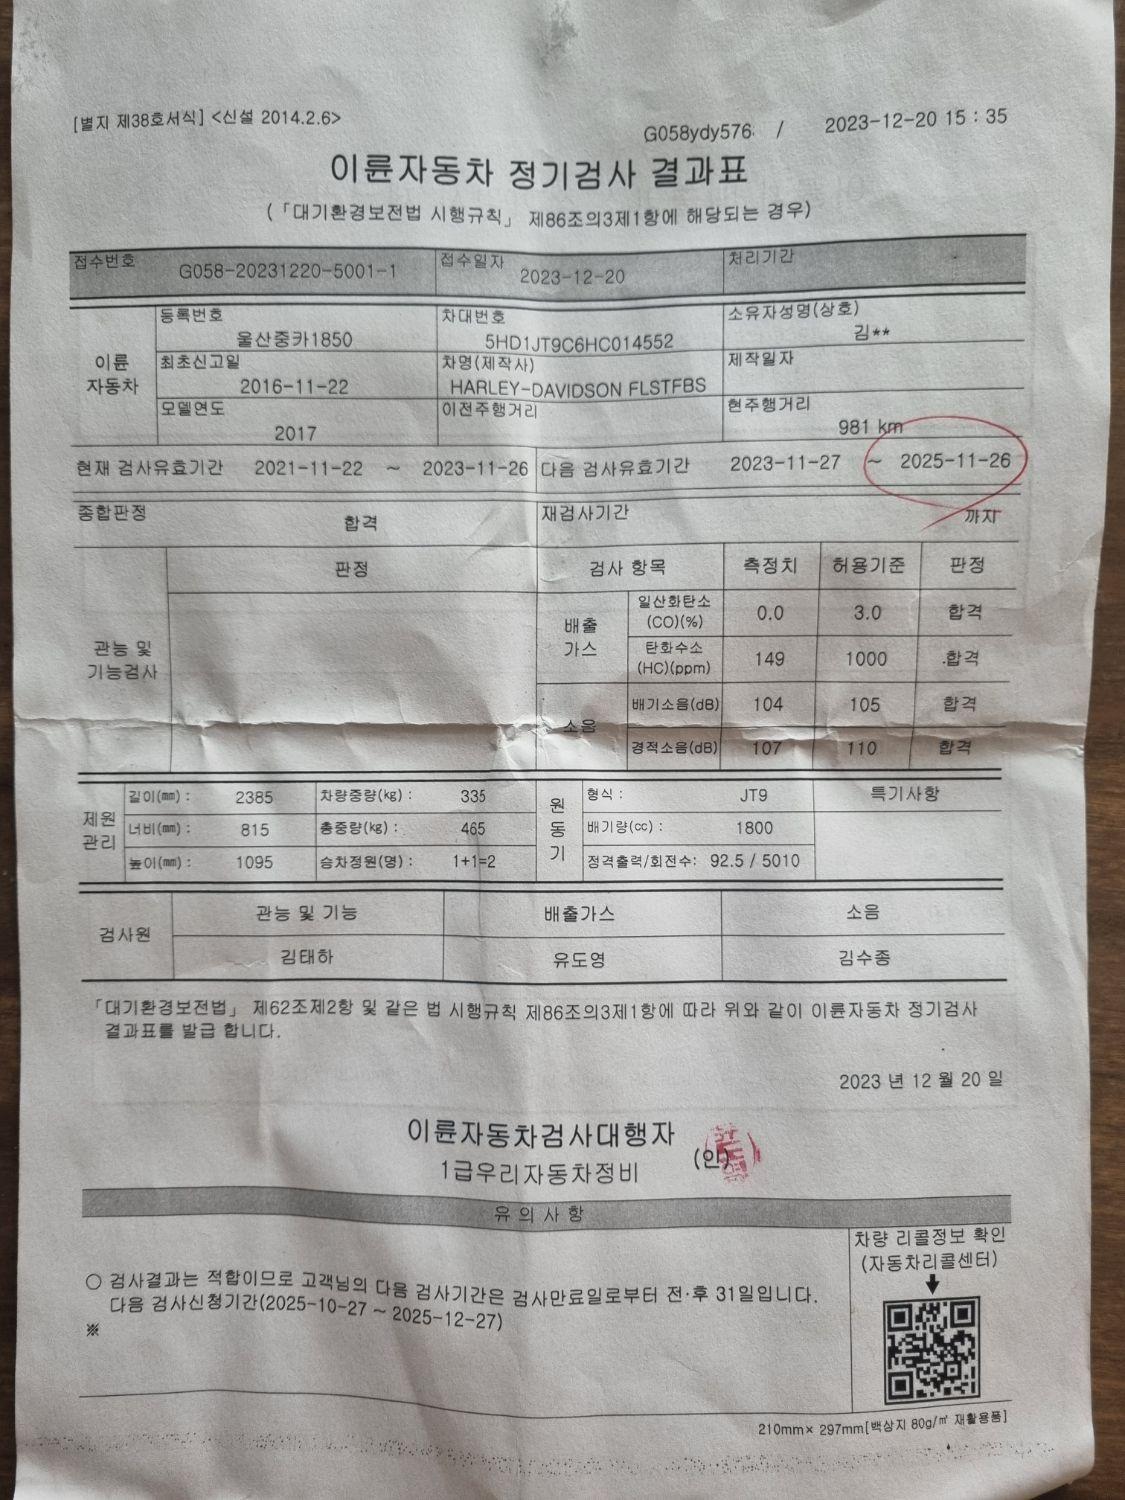 [별지 제38호서식] <신설 2014.2.6>
G058ydy576 / 2023-12-20 15 : 35
이륜자동차 정기검사 결과표
(「대기환경보전법 시행규칙」 제86조의3제1항에 해당되는 경우)
접수번호 G058-20231220-5001-1 접수일자 2023-12-20 처리기간 -
이륜자동차
등록번호 울산중카1850 차대번호 5HD1JT9C6HC014552 소유자성명(상호) 김**
최초신고일 2016-11-22 차명(제작사) HARLEY-DAVIDSON FLSTFBS 제작일자
모델연도 2017 이전주행거리 현주행거리 981 km
현재 검사유효기간 2021-11-22 ~ 2023-11-26 다음 검사유효기간 2023-11-27 ~ 2025-11-26
종합판정 합격 재검사기간 까지
관능 및 기능검사
판정 검사 항목 측정치 허용기준 판정
배출가스
일산화탄소(CO)(%) 0.0 3.0 합격
탄화수소(HC)(ppm) 149 1000 합격
소음
배기소음(dB) 104 105 합격
경적소음(dB) 107 110 합격
제원관리
원동기
길이(㎜) : 2385 차량중량(㎏) : 335 형식 : JT9 특기사항
너비(㎜) : 815 총중량(㎏) : 465 배기량(㏄) : 1800
높이(㎜) : 1095 승차정원(명) : 1+1=2 정격출력/회전수: 92.5 / 5010
검사원
관능 및 기능 배출가스 소음
김태하 유도영 김수종
「대기환경보전법」 제62조제2항 및 같은 법 시행규칙 제86조의3제1항에 따라 위와 같이 이륜자동차 정기검사
결과표를 발급 합니다.
2023 년 12 월 20 일
이륜자동차검사대행자
1급우리자동차정비 (인)
유 의 사 항
○ 검사결과는 적합이므로 고객님의 다음 검사기간은 검사만료일로부터 전·후 31일입니다.
다음 검사신청기간(2025-10-27 ~ 2025-12-27)
※
차량 리콜정보 확인
(자동차리콜센터)
210mm× 297mm[백상지 80g/㎡ 재활용품]